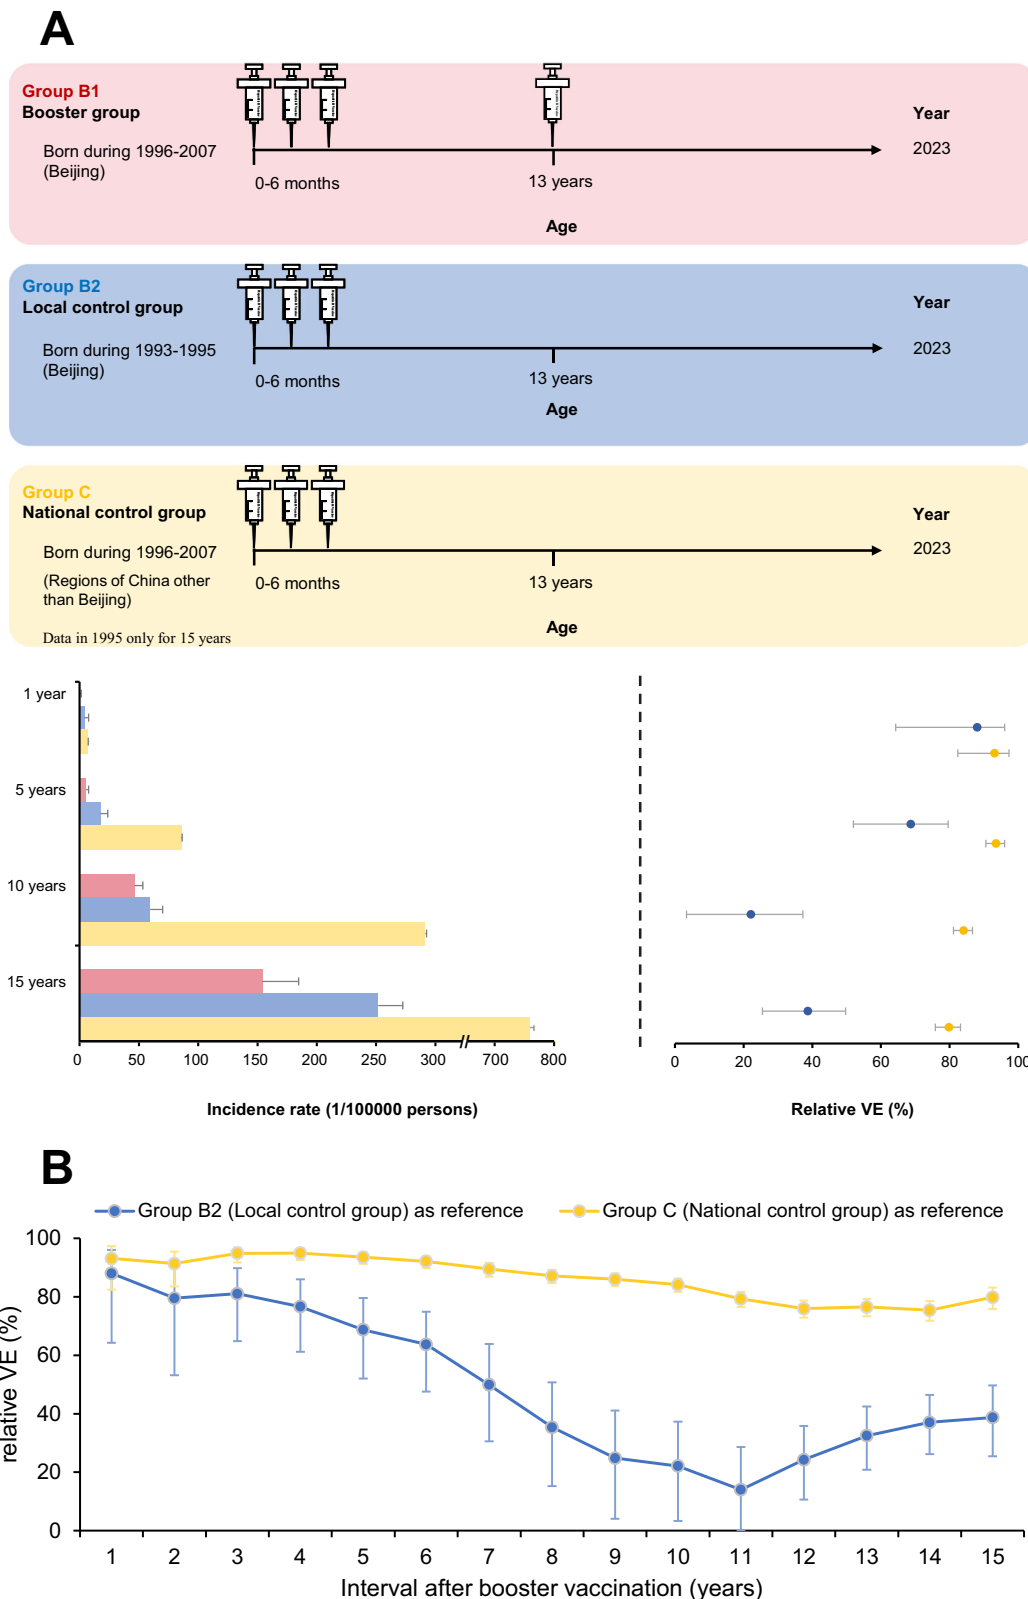 A
Group B1
Booster group
Born during 1996-2007
(Beijing)
0-6 months
13 years
Age
Year
2023
Group B2
Local control group
Born during 1993-1995
(Beijing)
0-6 months
13 years
Age
Year
2023
Group C
National control group
Born during 1996-2007
(Regions of China other
than Beijing)
Data in 1995 only for 15 years
0-6 months
13 years
Age
Year
2023
1 year
5 years
10 years
15 years
0 50 100 150 200 250 300 700 800
Incidence rate (1/100000 persons)
0 20 40 60 80 100
Relative VE (%)
B
Group B2 (Local control group) as reference
Group C (National control group) as reference
relative VE (%)
100
80
60
40
20
0
1 2 3 4 5 6 7 8 9 10 11 12 13 14 15
Interval after booster vaccination (years)